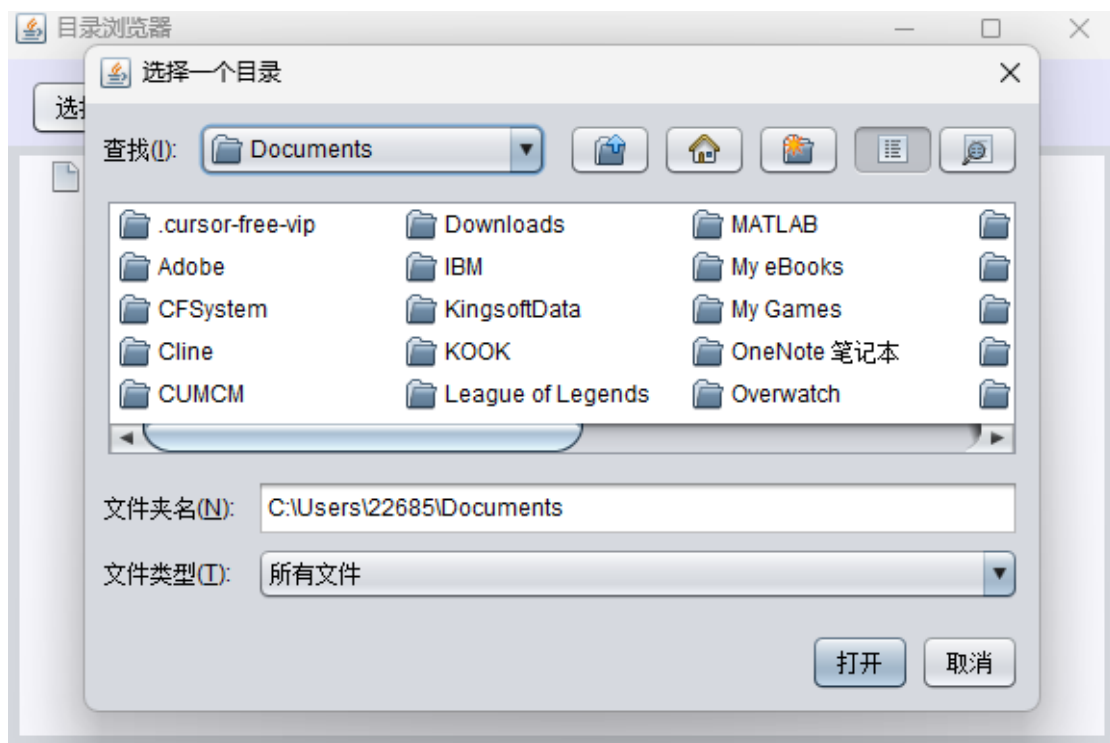 目录浏览器
选择一个目录
选
查找(I): Documents
.cursor-free-vip Downloads MATLAB
Adobe IBM My eBooks
CFSystem KingsoftData My Games
Cline KOOK OneNote 笔记本
CUMCM League of Legends Overwatch
文件夹名(N): C:\Users\22685\Documents
文件类型(T): 所有文件
打开 取消